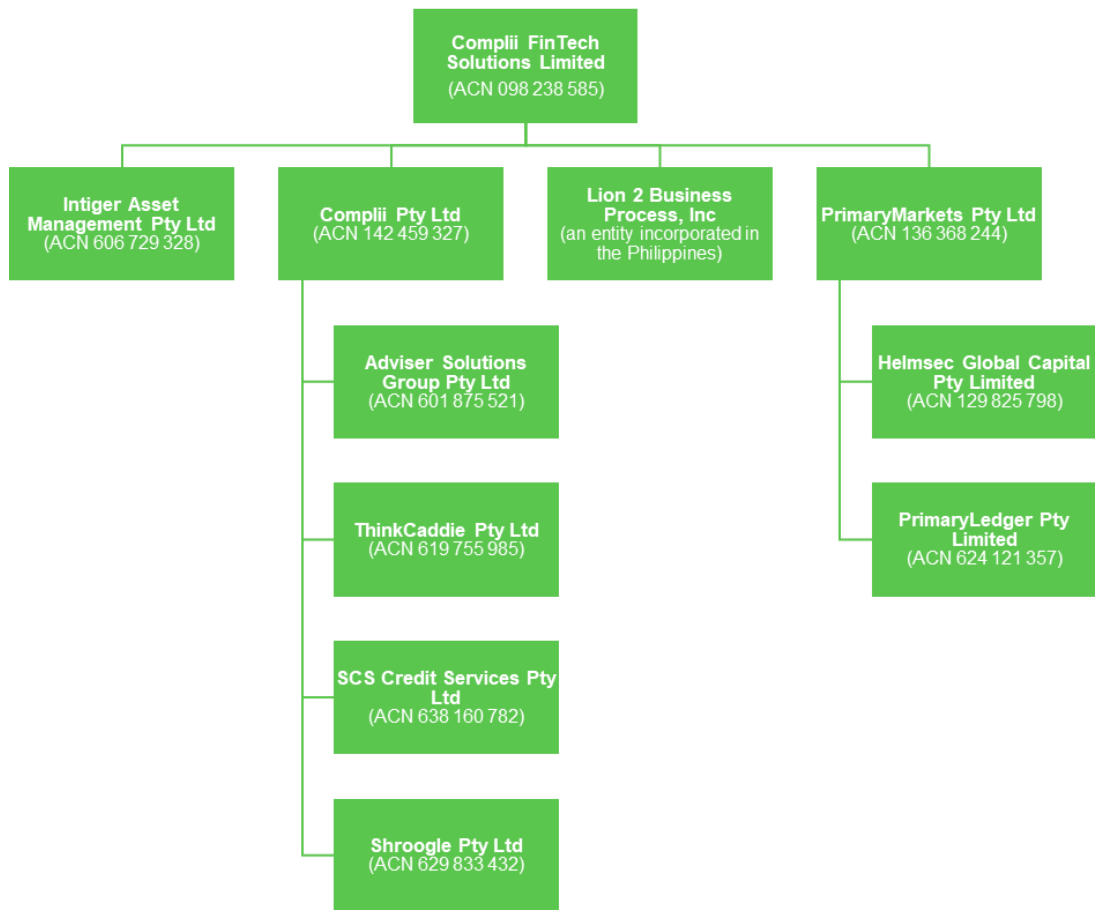 Complii FinTech
Solutions Limited
(ACN 098 238 585)
Intiger Asset
Management Pty Ltd
(ACN 606 729 328)
Complii Pty Ltd
(ACN 142 459 327)
Lion 2 Business
Process, Inc
(an entity incorporated in
the Philippines)
PrimaryMarkets Pty Ltd
(ACN 136 368 244)
Adviser Solutions
Group Pty Ltd
(ACN 601 875 521)
Helmsec Global Capital
Pty Limited
(ACN 129 825 798)
ThinkCaddie Pty Ltd
(ACN 619 755 985)
PrimaryLedger Pty
Limited
(ACN 624 121 357)
SCS Credit Services Pty
Ltd
(ACN 638 160 782)
Shroogle Pty Ltd
(ACN 629 833 432)